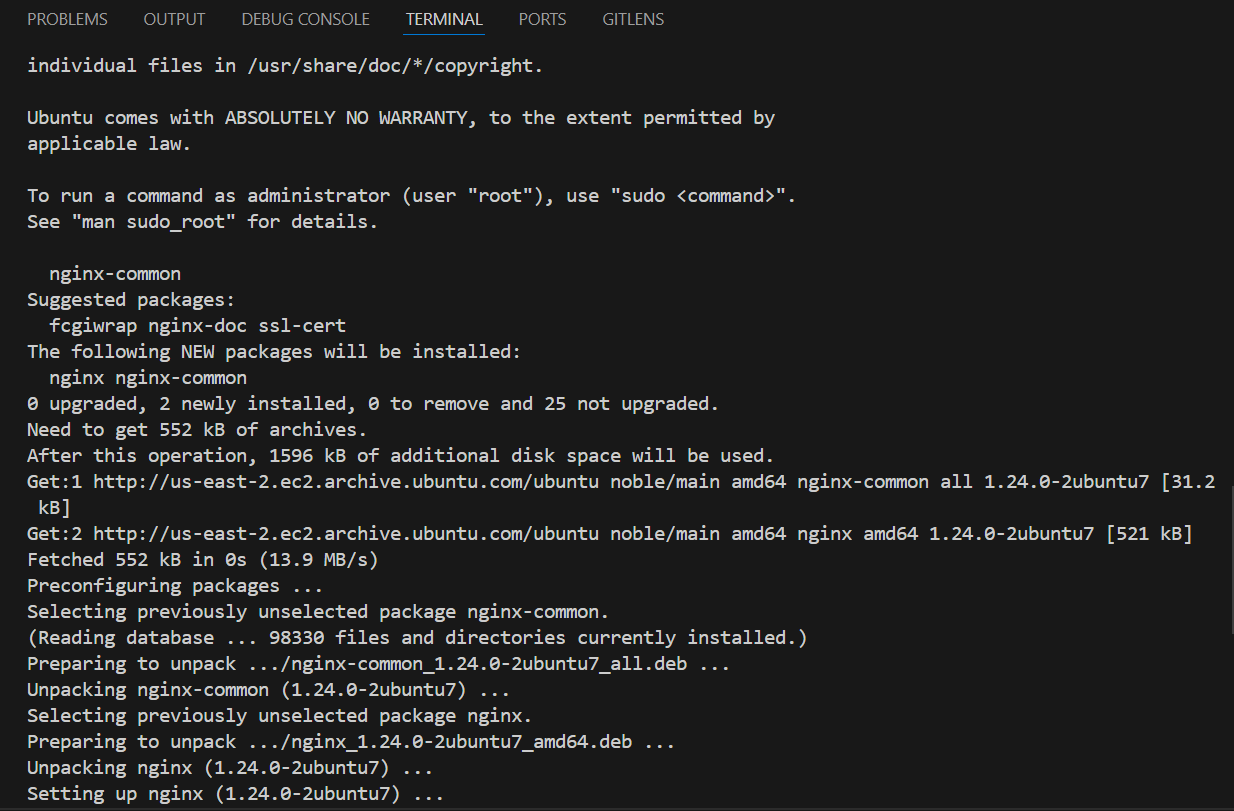 PROBLEMS OUTPUT DEBUG CONSOLE TERMINAL PORTS GITLENS
individual files in /usr/share/doc/*/copyright.
Ubuntu comes with ABSOLUTELY NO WARRANTY, to the extent permitted by
applicable law.
To run a command as administrator (user "root"), use "sudo <command>".
See "man sudo_root" for details.
nginx-common
Suggested packages:
fcgiwrap nginx-doc ssl-cert
The following NEW packages will be installed:
nginx nginx-common
0 upgraded, 2 newly installed, 0 to remove and 25 not upgraded.
Need to get 552 kB of archives.
After this operation, 1596 kB of additional disk space will be used.
Get:1 http://us-east-2.ec2.archive.ubuntu.com/ubuntu noble/main amd64 nginx-common all 1.24.0-2ubuntu7 [31.2
kB]
Get:2 http://us-east-2.ec2.archive.ubuntu.com/ubuntu noble/main amd64 nginx amd64 1.24.0-2ubuntu7 [521 kB]
Fetched 552 kB in 0s (13.9 MB/s)
Preconfiguring packages ...
Selecting previously unselected package nginx-common.
(Reading database ... 98330 files and directories currently installed.)
Preparing to unpack .../nginx-common_1.24.0-2ubuntu7_all.deb ...
Unpacking nginx-common (1.24.0-2ubuntu7) ...
Selecting previously unselected package nginx.
Preparing to unpack .../nginx_1.24.0-2ubuntu7_amd64.deb ...
Unpacking nginx (1.24.0-2ubuntu7) ...
Setting up nginx (1.24.0-2ubuntu7) ...